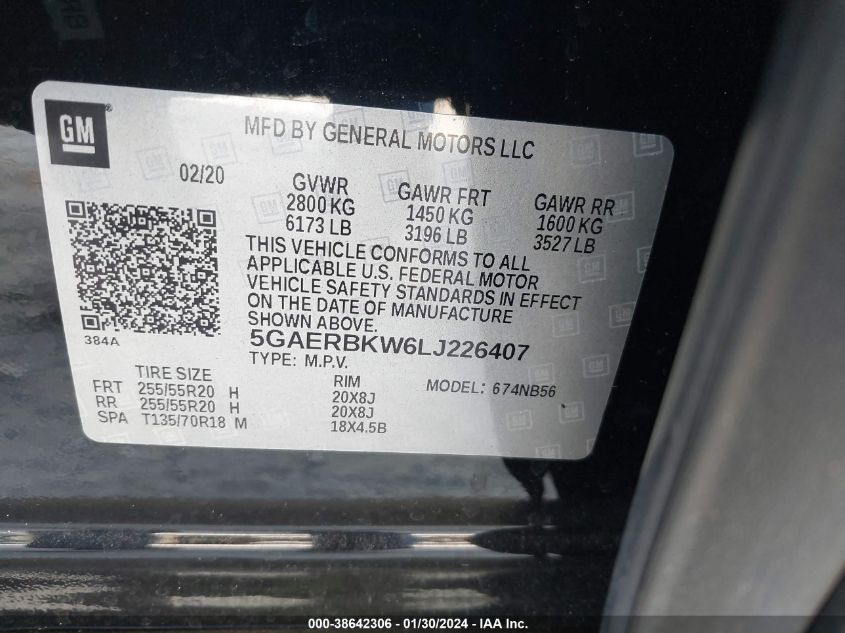 GM
MFD BY GENERAL MOTORS LLC
02/20
GVWR
2800 KG
6173 LB
GAWR FRT
1450 KG
3196 LB
GAWR RR
1600 KG
3527 LB
THIS VEHICLE CONFORMS TO ALL
APPLICABLE U.S. FEDERAL MOTOR
VEHICLE SAFETY STANDARDS IN EFFECT
ON THE DATE OF MANUFACTURE
SHOWN ABOVE.
384A
5GAERBKW6LJ226407
TYPE: M.P.V.
TIRE SIZE
RIM
MODEL: 674NB56
FRT 255/55R20 H 20X8J
RR 255/55R20 H 20X8J
SPA T135/70R18 M 18X4.5B
000-38642306 - 01/30/2024 - IAA Inc.